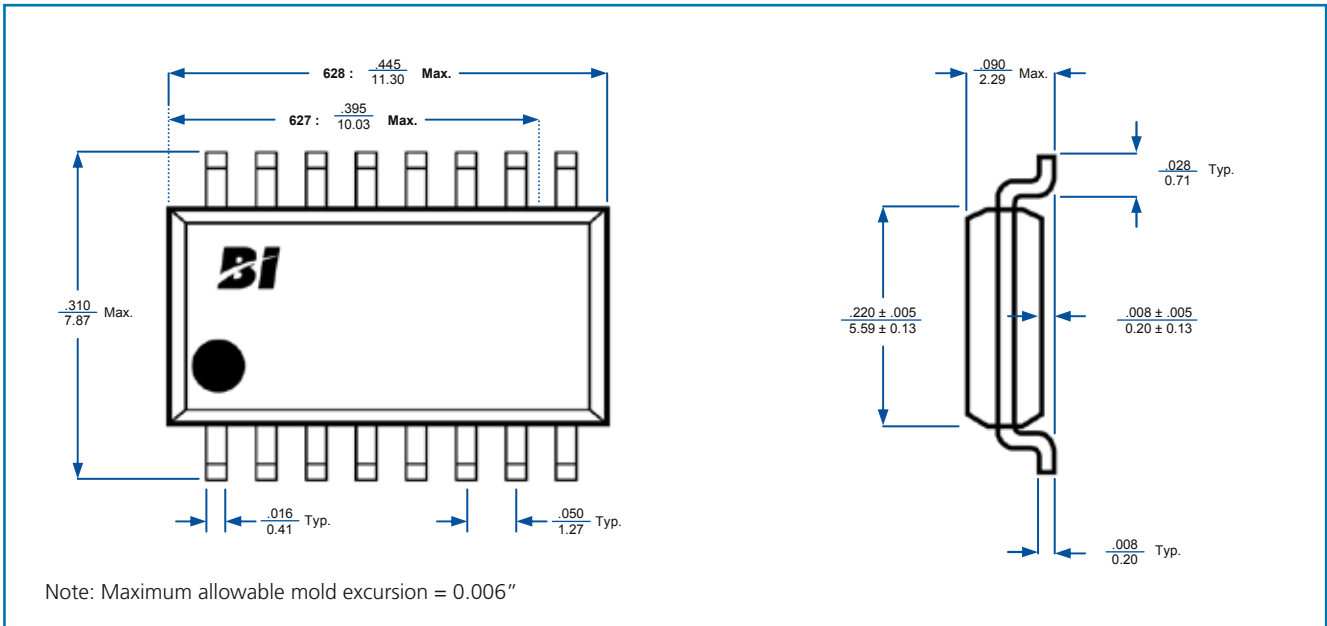 628 : .445 Max.
11.30
627 : .395 Max.
10.03
BI
.310 Max.
7.87
.016 Typ.
0.41
.050 Typ.
1.27
.090 Max.
2.29
.028 Typ.
0.71
.220 ± .005
5.59 ± 0.13
.008 ± .005
0.20 ± 0.13
.008 Typ.
0.20
Note: Maximum allowable mold excursion = 0.006″